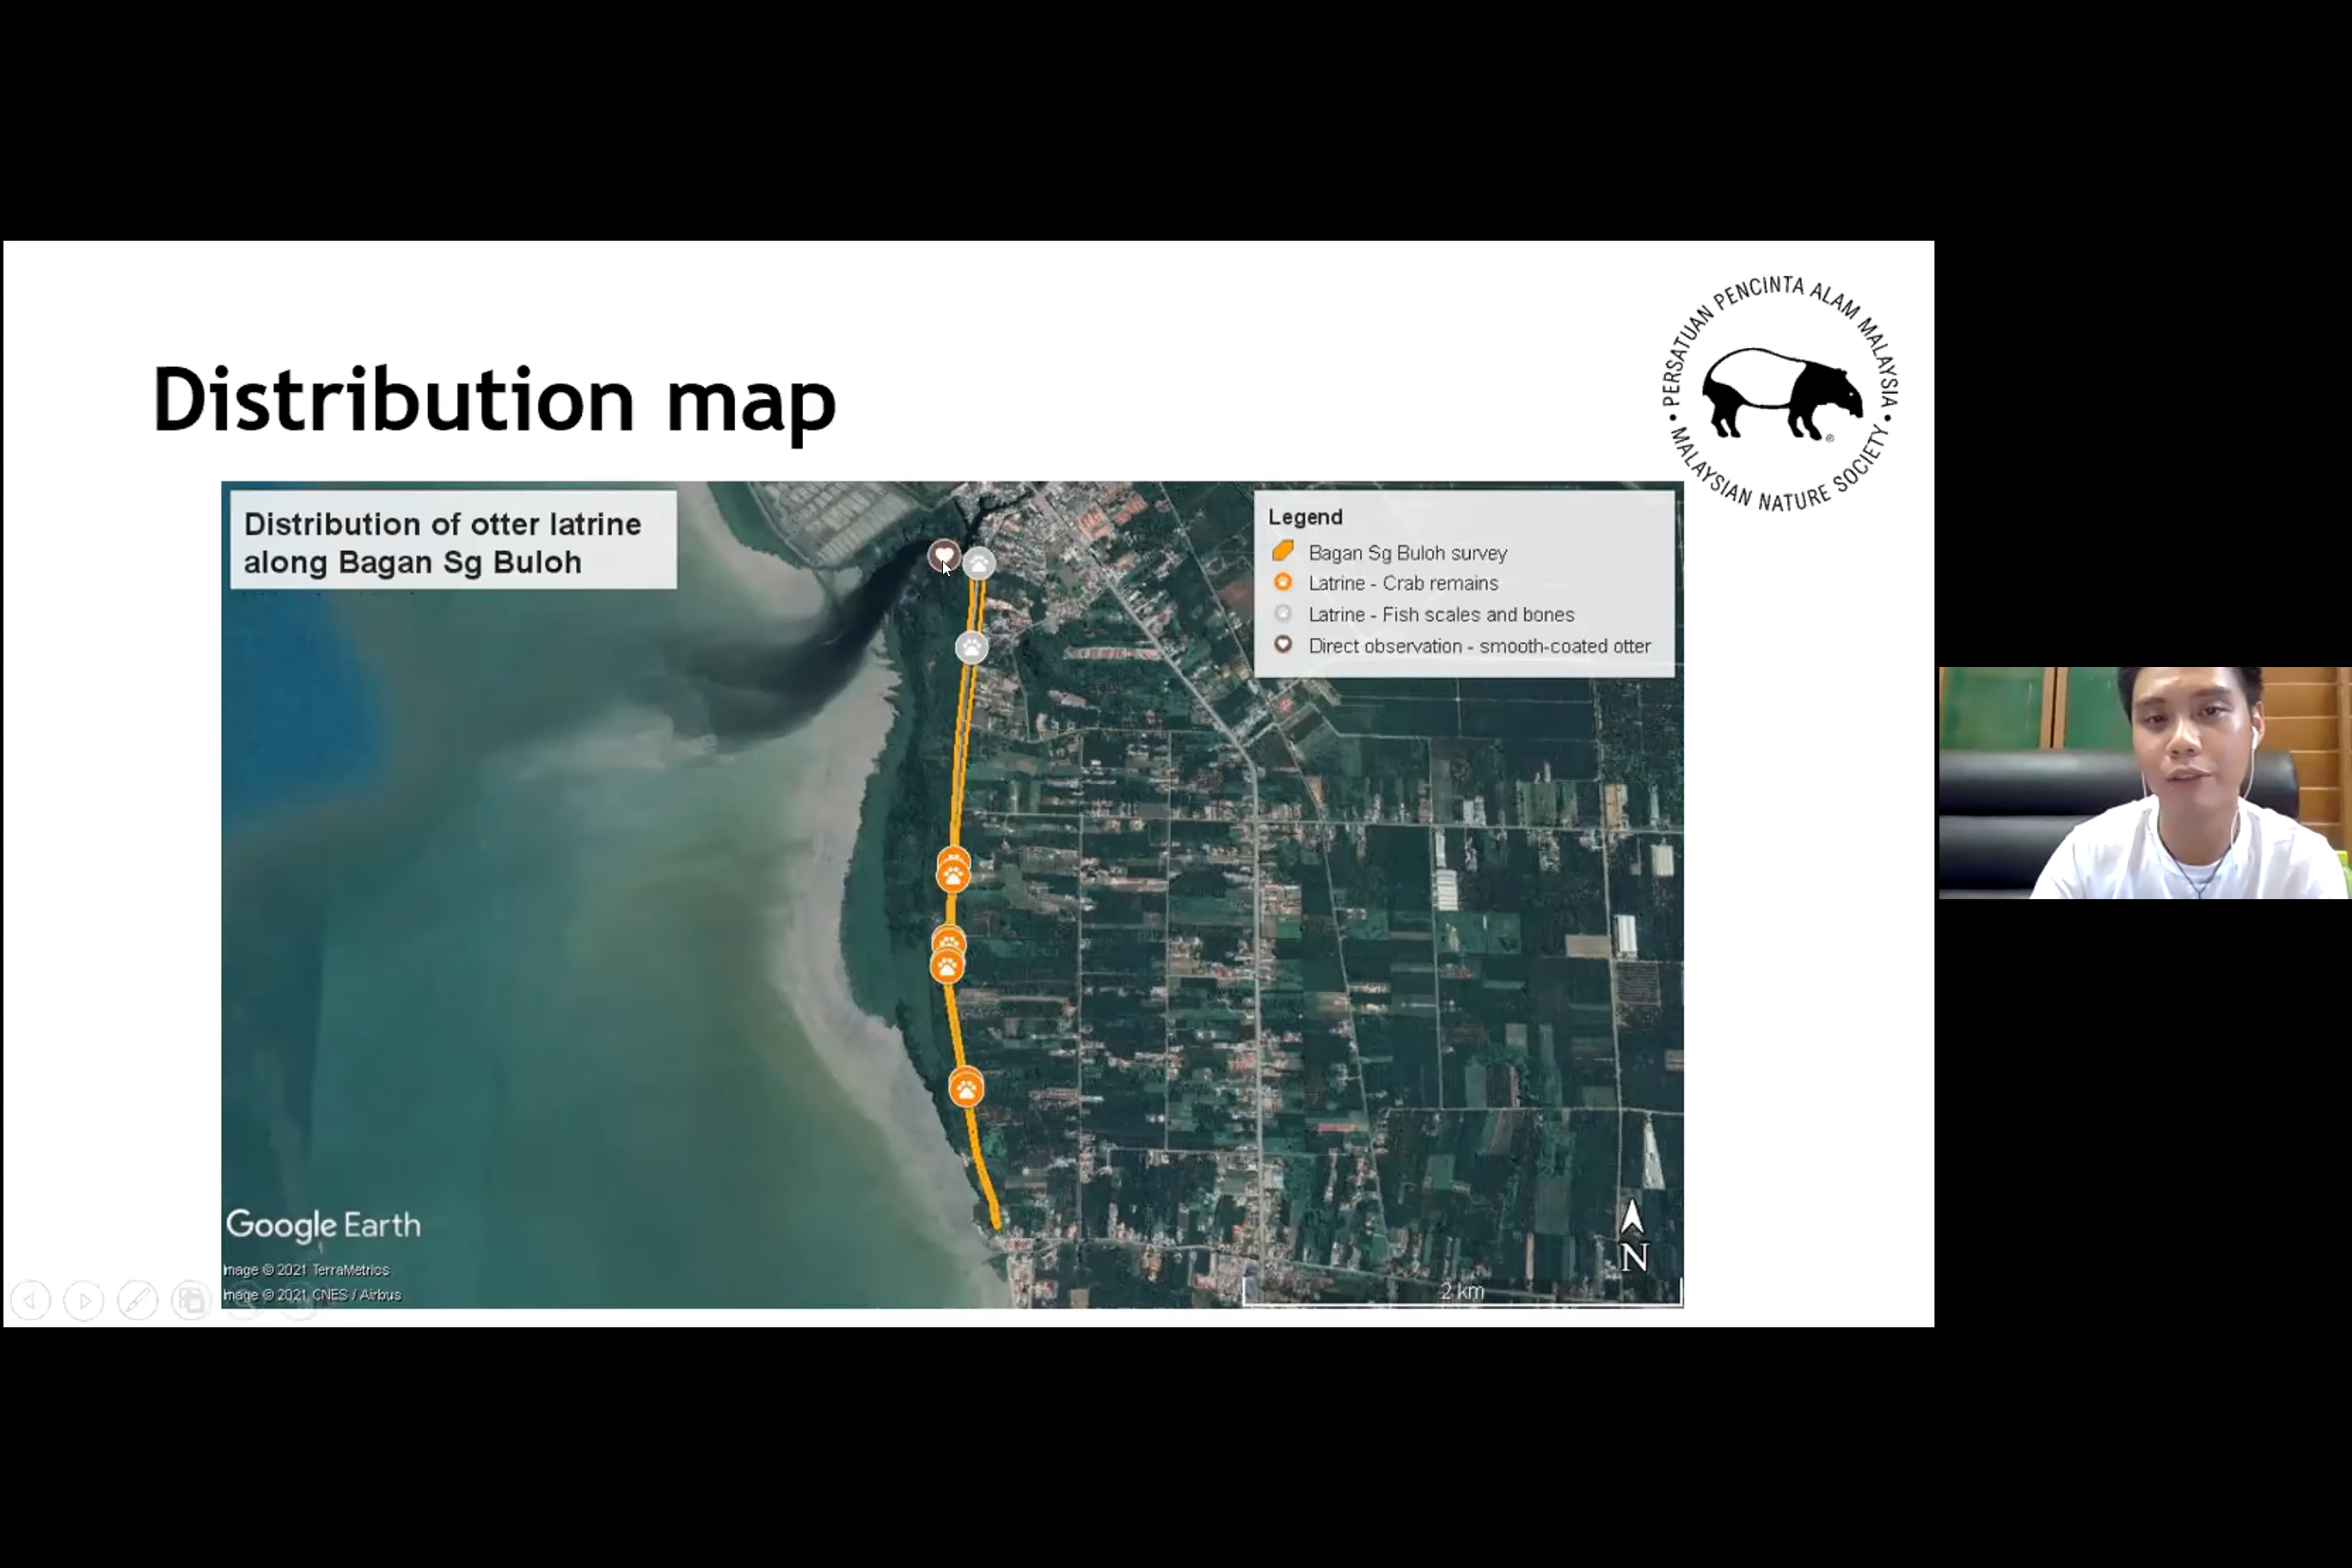 Distribution map
PERSATUAN PENCINTA ALAM MALAYSIA
• MALAYSIAN NATURE SOCIETY •
®
Distribution of otter latrine
along Bagan Sg Buloh
Legend
Bagan Sg Buloh survey
Latrine - Crab remains
Latrine - Fish scales and bones
Direct observation - smooth-coated otter
Google Earth
Image © 2021 TerraMetrics
Image © 2021 CNES / Airbus
N
2 km